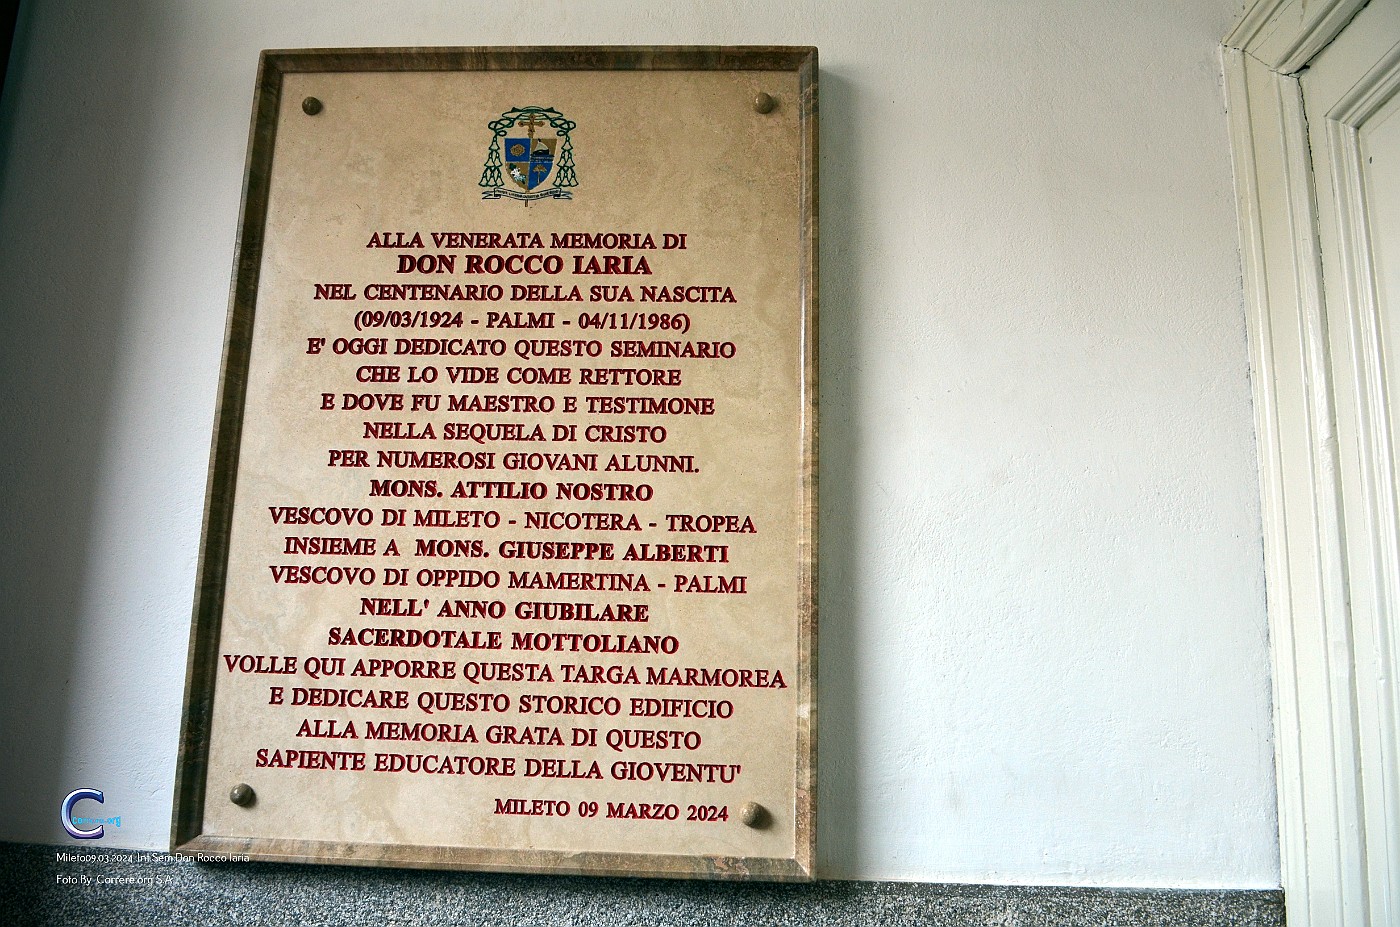 ALLA VENERATA MEMORIA DI
DON ROCCO IARIA
NEL CENTENARIO DELLA SUA NASCITA
(09/03/1924 - PALMI - 04/11/1986)
E' OGGI DEDICATO QUESTO SEMINARIO
CHE LO VIDE COME RETTORE
E DOVE FU MAESTRO E TESTIMONE
NELLA SEQUELA DI CRISTO
PER NUMEROSI GIOVANI ALUNNI.
MONS. ATTILIO NOSTRO
VESCOVO DI MILETO - NICOTERA - TROPEA
INSIEME A MONS. GIUSEPPE ALBERTI
VESCOVO DI OPPIDO MAMERTINA - PALMI
NELL' ANNO GIUBILARE
SACERDOTALE MOTTOLIANO
VOLLE QUI APPORRE QUESTA TARGA MARMOREA
E DEDICARE QUESTO STORICO EDIFICIO
ALLA MEMORIA GRATA DI QUESTO
SAPIENTE EDUCATORE DELLA GIOVENTU'
MILETO 09 MARZO 2024
Mileto09.03.2024 Int.Sem.Don Rocco Iaria
Foto By Correre.org S.A.